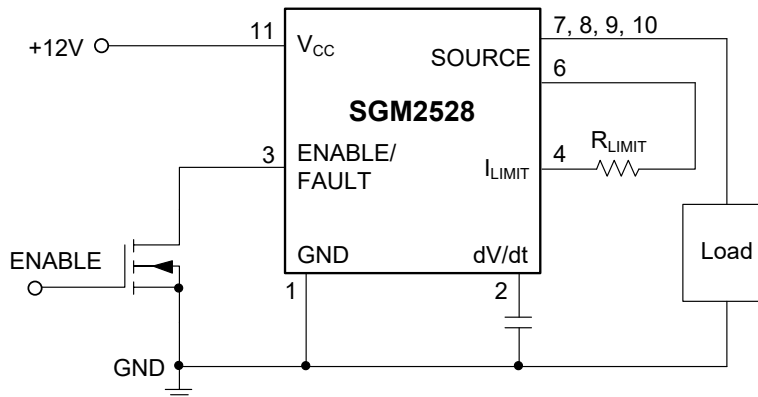 +12V
11
VCC
7, 8, 9, 10
SOURCE
6
SGM2528
3
ENABLE/
FAULT
4
ILIMIT
RLIMIT
ENABLE
GND
dV/dt
Load
1
2
GND